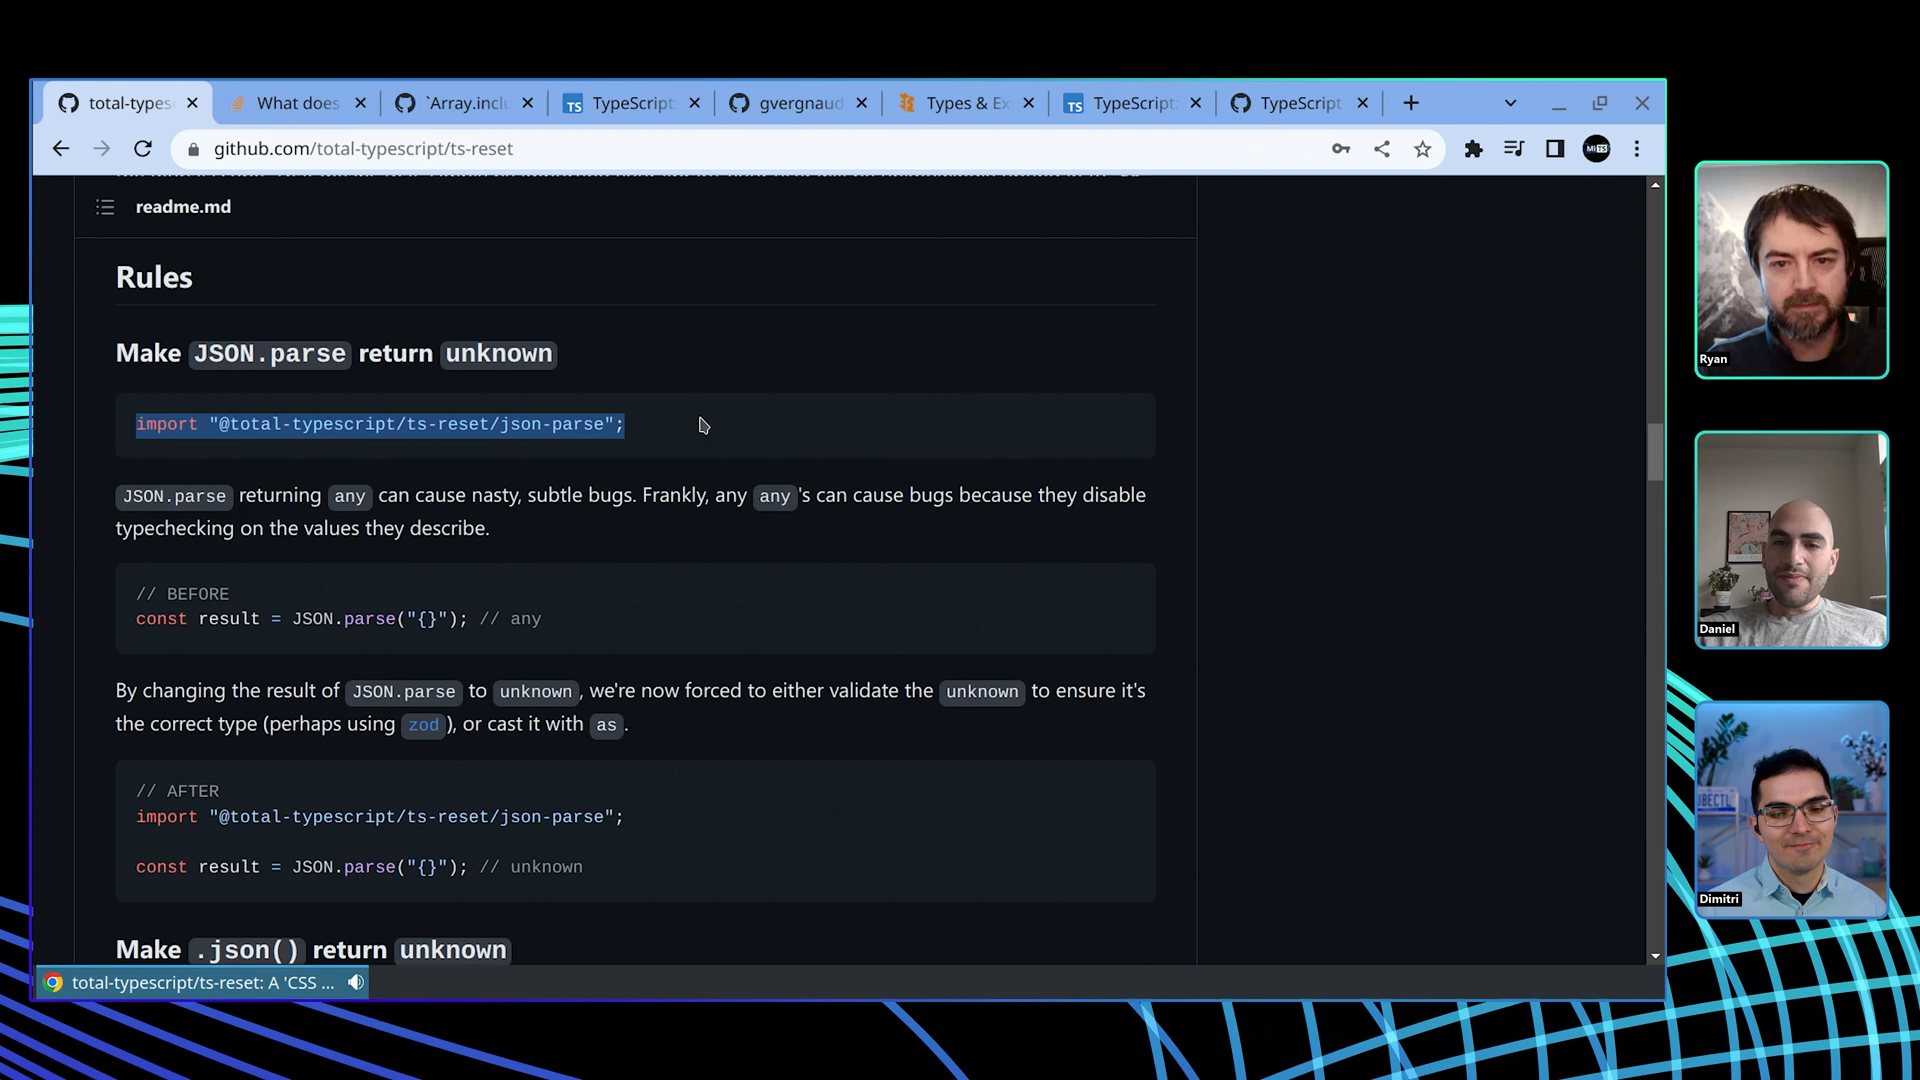 total-types
What does
`Array.inclu
TypeScript:
gvergnaud
Types & Ex
TypeScript:
TypeScript
github.com/total-typescript/ts-reset
readme.md
Rules
Make JSON.parse return unknown
import "@total-typescript/ts-reset/json-parse";
JSON.parse returning any can cause nasty, subtle bugs. Frankly, any any's can cause bugs because they disable
typechecking on the values they describe.
// BEFORE
const result = JSON.parse("{}"); // any
By changing the result of JSON.parse to unknown, we're now forced to either validate the unknown to ensure it's
the correct type (perhaps using zod), or cast it with as.
// AFTER
import "@total-typescript/ts-reset/json-parse";
const result = JSON.parse("{}"); // unknown
Make .json() return unknown
total-typescript/ts-reset: A 'CSS ...
Ryan
Daniel
Dimitri